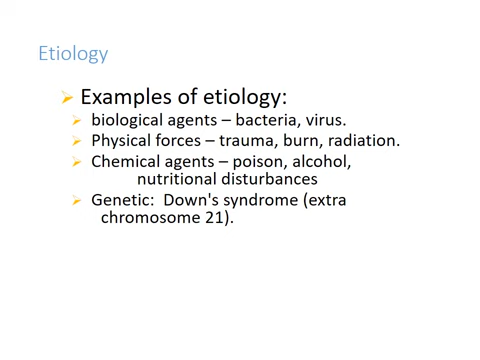 Etiology
Examples of etiology:
biological agents – bacteria, virus.
Physical forces – trauma, burn, radiation.
Chemical agents – poison, alcohol,
nutritional disturbances
Genetic: Down's syndrome (extra
chromosome 21).